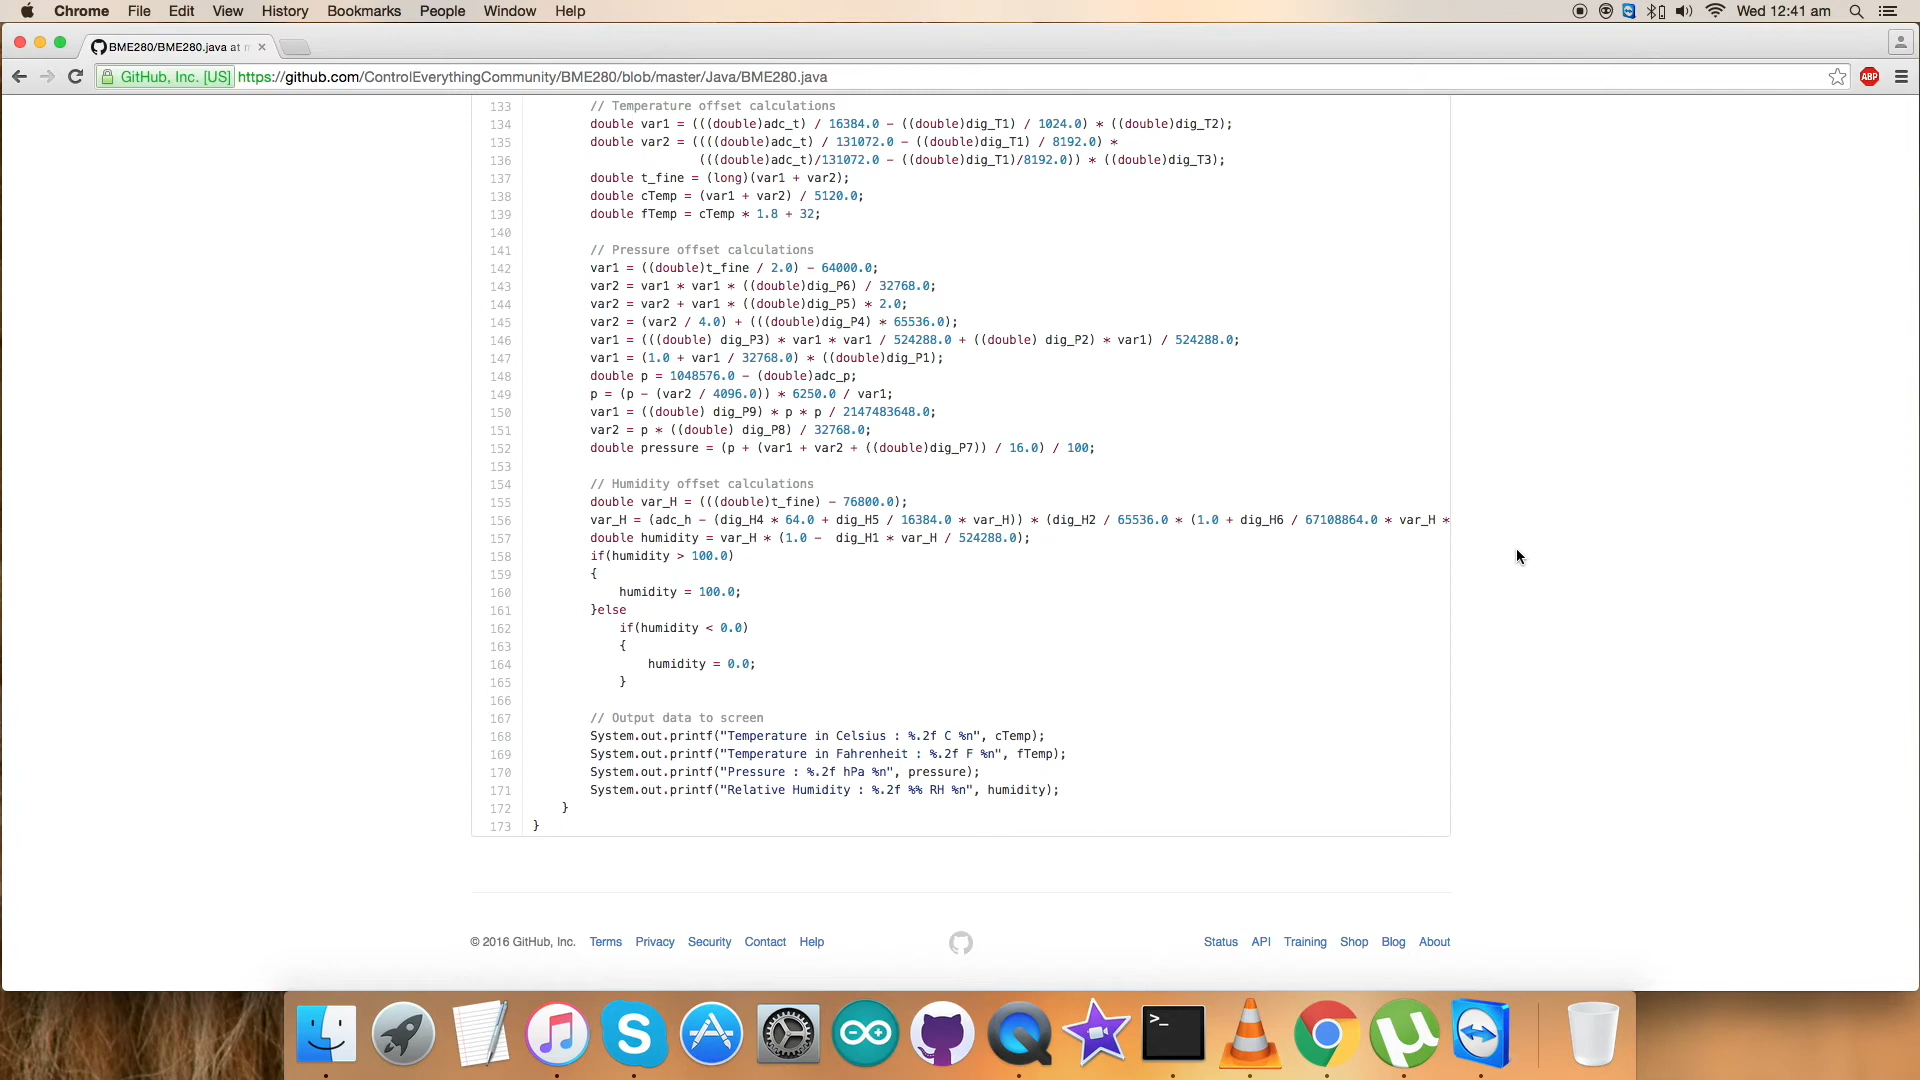 Chrome File Edit View History Bookmarks People Window Help Wed 12:41 am
BME280/BME280.java at m
GitHub, Inc. [US] https://github.com/ControlEverythingCommunity/BME280/blob/master/Java/BME280.java ABP
133 // Temperature offset calculations
134 double var1 = (((double)adc_t) / 16384.0 - ((double)dig_T1) / 1024.0) * ((double)dig_T2);
135 double var2 = ((((double)adc_t) / 131072.0 - ((double)dig_T1) / 8192.0) *
136 (((double)adc_t)/131072.0 - ((double)dig_T1)/8192.0)) * ((double)dig_T3);
137 double t_fine = (long)(var1 + var2);
138 double cTemp = (var1 + var2) / 5120.0;
139 double fTemp = cTemp * 1.8 + 32;
140
141 // Pressure offset calculations
142 var1 = ((double)t_fine / 2.0) - 64000.0;
143 var2 = var1 * var1 * ((double)dig_P6) / 32768.0;
144 var2 = var2 + var1 * ((double)dig_P5) * 2.0;
145 var2 = (var2 / 4.0) + (((double)dig_P4) * 65536.0);
146 var1 = (((double) dig_P3) * var1 * var1 / 524288.0 + ((double) dig_P2) * var1) / 524288.0;
147 var1 = (1.0 + var1 / 32768.0) * ((double)dig_P1);
148 double p = 1048576.0 - (double)adc_p;
149 p = (p - (var2 / 4096.0)) * 6250.0 / var1;
150 var1 = ((double) dig_P9) * p * p / 2147483648.0;
151 var2 = p * ((double) dig_P8) / 32768.0;
152 double pressure = (p + (var1 + var2 + ((double)dig_P7)) / 16.0) / 100;
153
154 // Humidity offset calculations
155 double var_H = (((double)t_fine) - 76800.0);
156 var_H = (adc_h - (dig_H4 * 64.0 + dig_H5 / 16384.0 * var_H)) * (dig_H2 / 65536.0 * (1.0 + dig_H6 / 67108864.0 * var_H *
157 double humidity = var_H * (1.0 -  dig_H1 * var_H / 524288.0);
158 if(humidity > 100.0)
159 {
160 humidity = 100.0;
161 }else
162 if(humidity < 0.0)
163 {
164 humidity = 0.0;
165 }
166
167 // Output data to screen
168 System.out.printf("Temperature in Celsius : %.2f C %n", cTemp);
169 System.out.printf("Temperature in Fahrenheit : %.2f F %n", fTemp);
170 System.out.printf("Pressure : %.2f hPa %n", pressure);
171 System.out.printf("Relative Humidity : %.2f %% RH %n", humidity);
172 }
173 }
© 2016 GitHub, Inc. Terms Privacy Security Contact Help Status API Training Shop Blog About